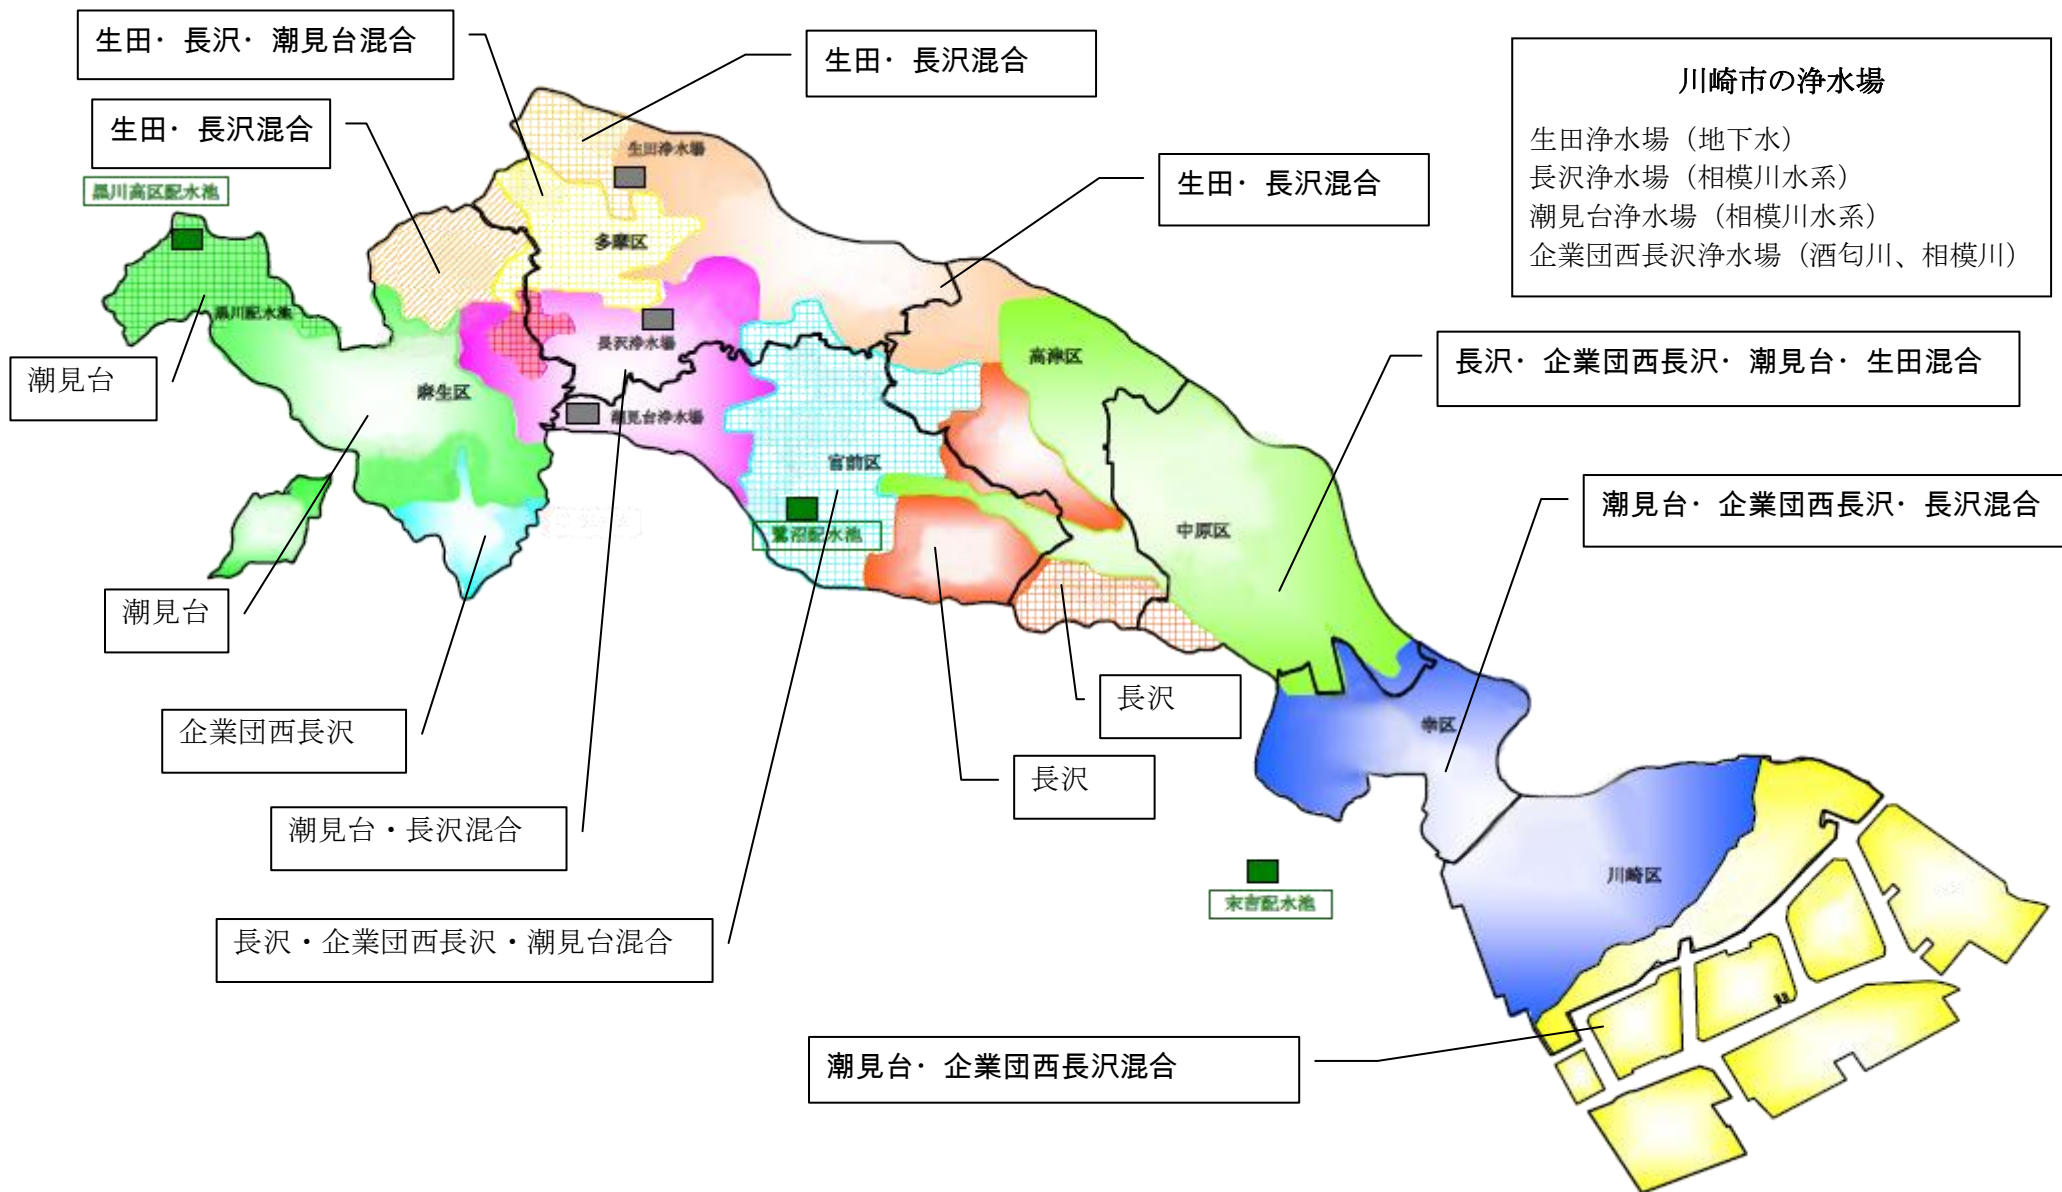 生田・長沢・潮見台混合
生田・長沢混合
川崎市の浄水場
生田浄水場（地下水）
長沢浄水場（相模川水系）
潮見台浄水場（相模川水系）
企業団西長沢浄水場（酒匂川、相模川）
生田・長沢混合
生田浄水場
生田・長沢混合
黒川高区配水池
多摩区
黒川配水池
長沢浄水場
高津区
長沢・企業団西長沢・潮見台・生田混合
潮見台
麻生区
潮見台浄水場
宮前区
潮見台・企業団西長沢・長沢混合
鷺沼配水池
中原区
潮見台
長沢
企業団西長沢
幸区
長沢
潮見台・長沢混合
川崎区
末吉配水池
長沢・企業団西長沢・潮見台混合
潮見台・企業団西長沢混合